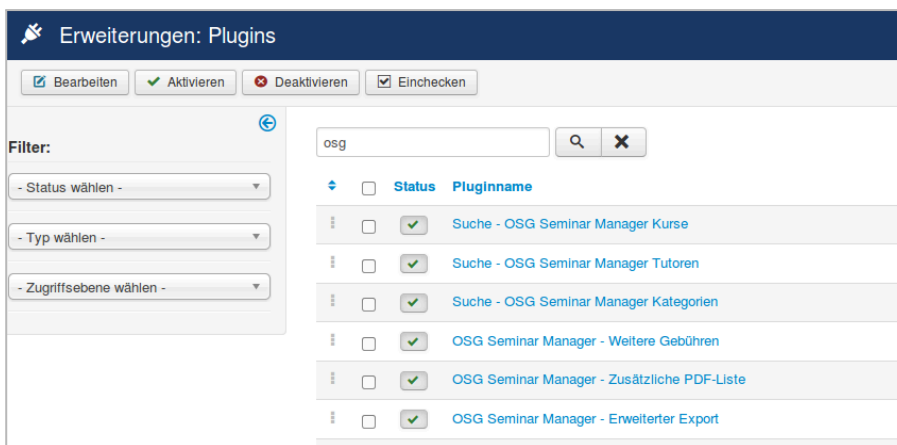 Erweiterungen: Plugins
Bearbeiten Aktivieren Deaktivieren Einchecken
Filter:
- Status wählen -
- Typ wählen -
- Zugriffsebene wählen -
osg
Status Pluginname
Suche - OSG Seminar Manager Kurse
Suche - OSG Seminar Manager Tutoren
Suche - OSG Seminar Manager Kategorien
OSG Seminar Manager - Weitere Gebühren
OSG Seminar Manager - Zusätzliche PDF-Liste
OSG Seminar Manager - Erweiterter Export